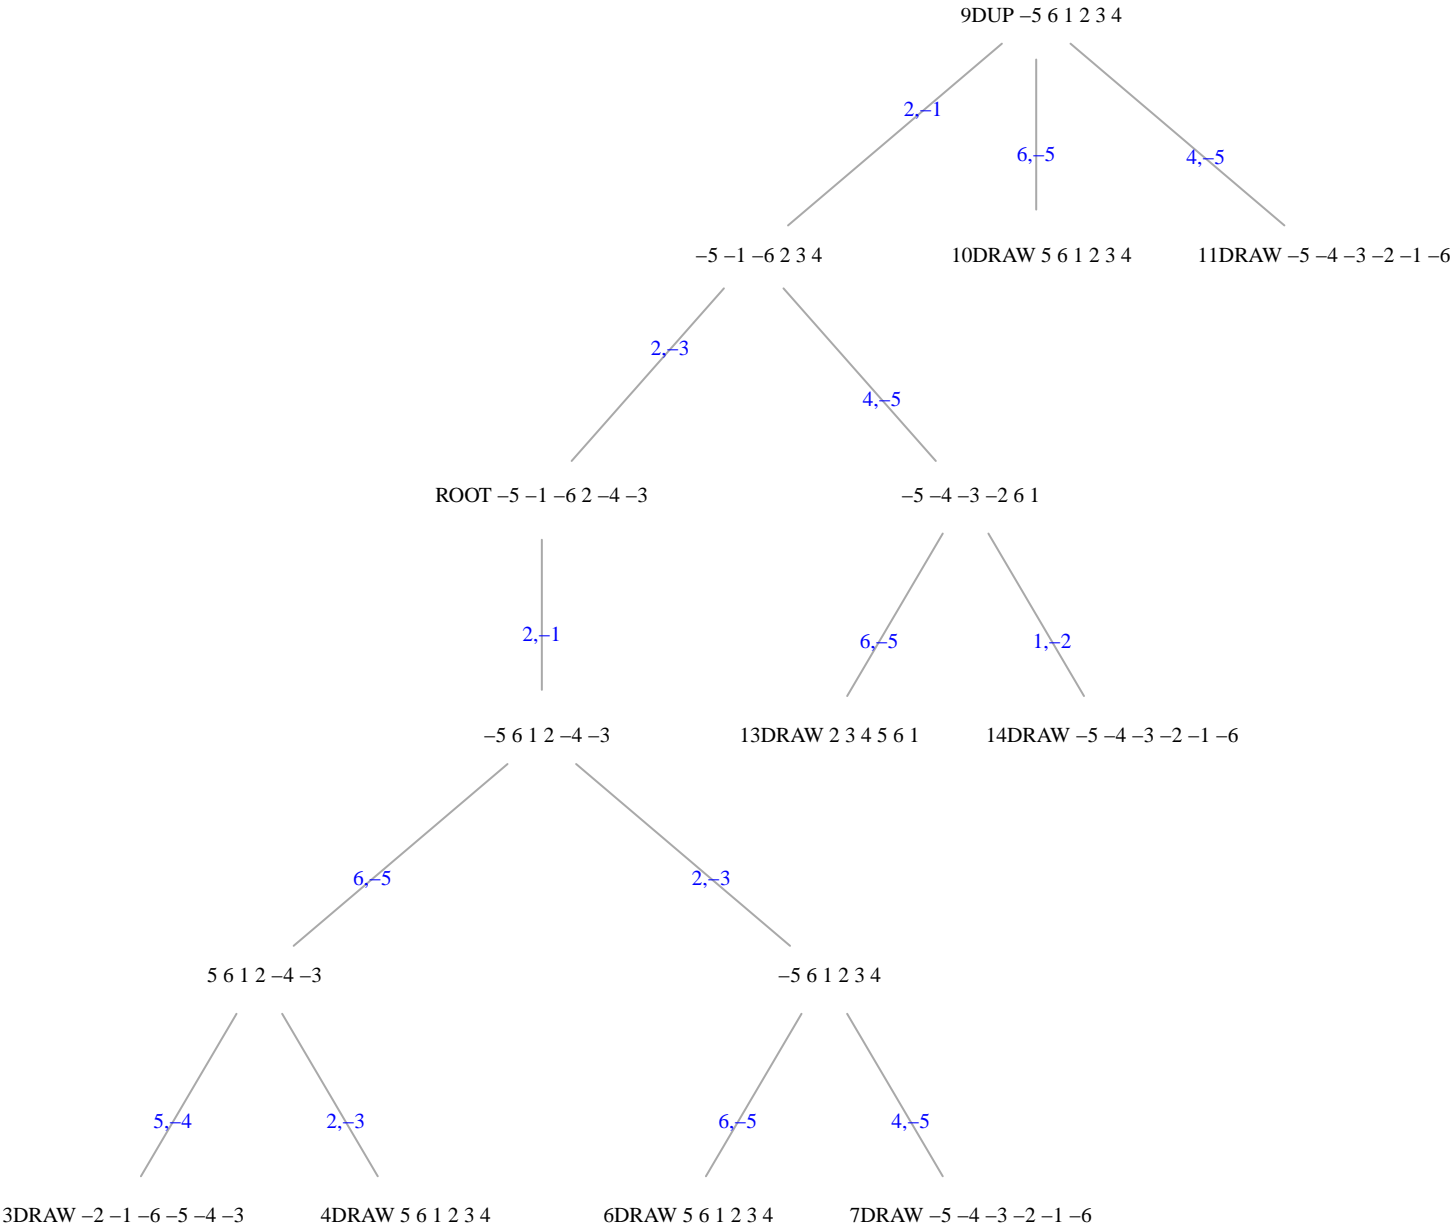 9DUP –5 6 1 2 3 4
2,–1
6,–5
4,–5
–5 –1 –6 2 3 4
10DRAW 5 6 1 2 3 4
11DRAW –5 –4 –3 –2 –1 –6
2,–3
4,–5
ROOT –5 –1 –6 2 –4 –3
–5 –4 –3 –2 6 1
2,–1
6,–5
1,–2
–5 6 1 2 –4 –3
13DRAW 2 3 4 5 6 1
14DRAW –5 –4 –3 –2 –1 –6
6,–5
2,–3
5 6 1 2 –4 –3
–5 6 1 2 3 4
5,–4
2,–3
6,–5
4,–5
3DRAW –2 –1 –6 –5 –4 –3
4DRAW 5 6 1 2 3 4
6DRAW 5 6 1 2 3 4
7DRAW –5 –4 –3 –2 –1 –6